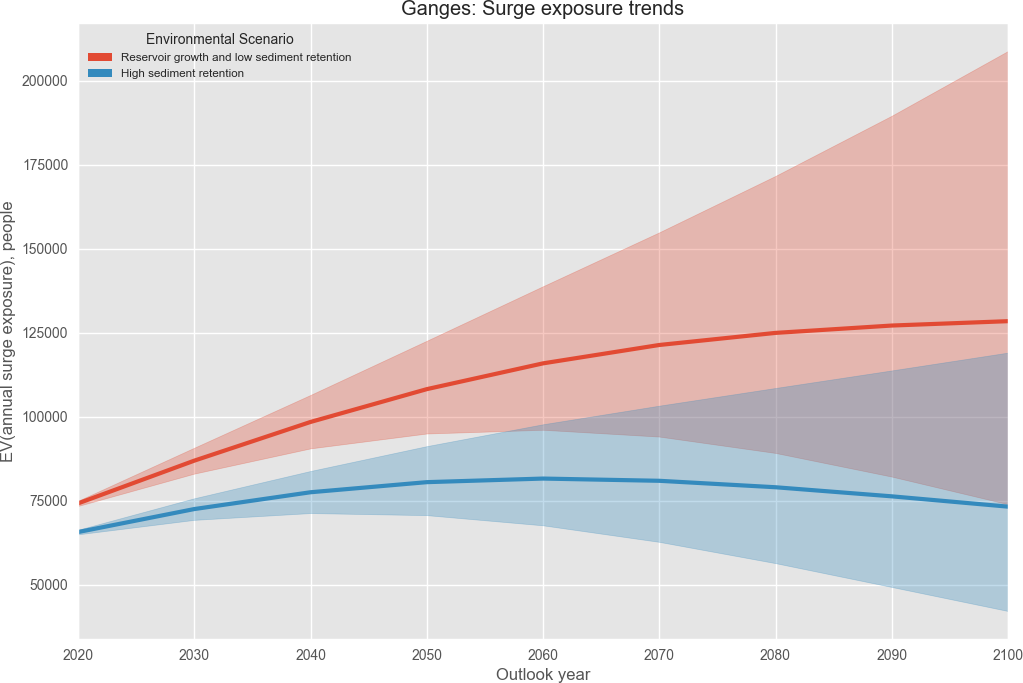 Ganges: Surge exposure trends
Environmental Scenario
Reservoir growth and low sediment retention
High sediment retention
EV(annual surge exposure), people
200000
175000
150000
125000
100000
75000
50000
2020 2030 2040 2050 2060 2070 2080 2090 2100
Outlook year